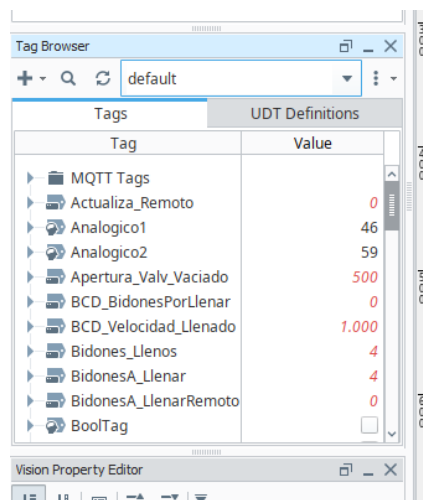 Tag Browser
default
Tags UDT Definitions
Tag Value
MQTT Tags
Actualiza_Remoto 0
Analogico1 46
Analogico2 59
Apertura_Valv_Vaciado 500
BCD_BidonesPorLlenar 0
BCD_Velocidad_Llenado 1.000
Bidones_Llenos 4
BidonesA_Llenar 4
BidonesA_LlenarRemoto 0
BoolTag
Vision Property Editor